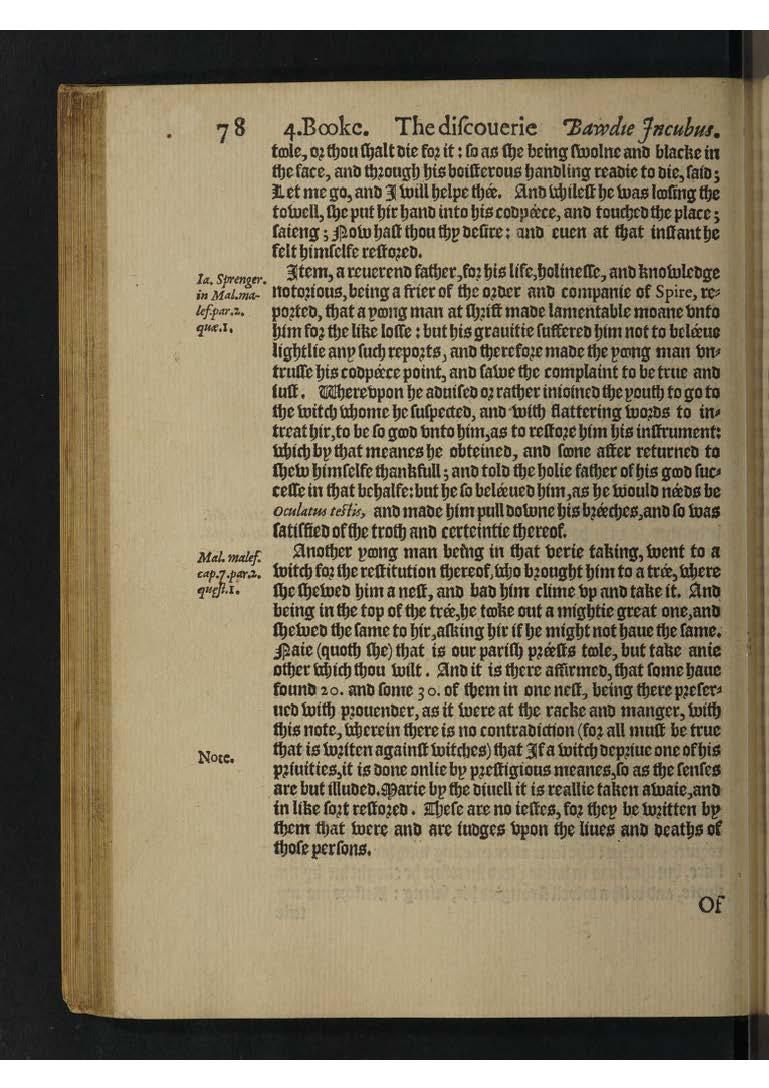 78 4.Booke. The diſcouerie Bawdie Incubus.
toole, or thou ſhalt die for it : ſo as ſhe being ſwolne and blacke in
the face, and through his boiſterous handling readie to die, ſaid;
Let me go, and I will helpe thée. And whileſt he was looſing the
towell, ſhe put hir hand into his codpéece, and touched the place;
ſaieng; Now haſt thou thy deſire: and euen at that inſtant he
felt himſelfe reſtored.
Item, a reuerend father, for his life, holineſſe, and knowledge
notorious, being a frier of the order and companie of Spire, re-
ported, that a yoong man at ſhrift made lamentable moane vnto
him for the like loſſe : but his grauitie ſuffered him not to beléeue
lightlie any ſuch reports, and therefore made the yoong man vn-
truſſe his codpéece point, and ſawe the complaint to be true and
iuſt. Wherevpon he aduiſed or rather inioined the youth to go to
the witch whome he ſuſpected, and with flattering words to in-
treat hir, to be ſo good vnto him, as to reſtore him his inſtrument:
which by that meanes he obteined, and ſoone after returned to
ſhew himſelfe thankfull; and told the holie father of his good ſuc-
ceſſe in that behalfe: but he ſo beléeued him, as he would néeds be
Oculatus teſtis, and made him pull downe his bréeches, and ſo was
ſatiſfied of the troth and certeintie thereof.
Another yoong man being in that verie taking, went to a
witch for the reſtitution thereof, who brought him to a trée, where
ſhe ſhewed him a neſt, and bad him clime vp and take it. And
being in the top of the trée, he tooke out a mightie great one, and
ſhewed the ſame to hir, aſking hir if he might not haue the ſame.
Naie (quoth ſhe) that is our pariſh préeſts toole, but take anie
other which thou wilt. And it is there affirmed, that ſome haue
found 20. and ſome 30. of them in one neſt, being there preſer-
ued with prouender, as it were at the racke and manger, with
this note, wherein there is no contradiction (for all muſt be true
that is written againſt witches) that If a witch depriue one of his
priuities, it is done onlie by preſtigious meanes, ſo as the ſenſes
are but illuded. Marie by the diuell it is reallie taken awaie, and
in like ſort reſtored. Theſe are no ieſtes, for they be written by
them that were and are iudges vpon the liues and deaths of
thoſe perſons.
Ia. Sprenger.
in Mal.ma-
lef.par.2.
quæ.1.
Mal. malef.
cap.7.par.2.
queſt.1.
Note.
Of